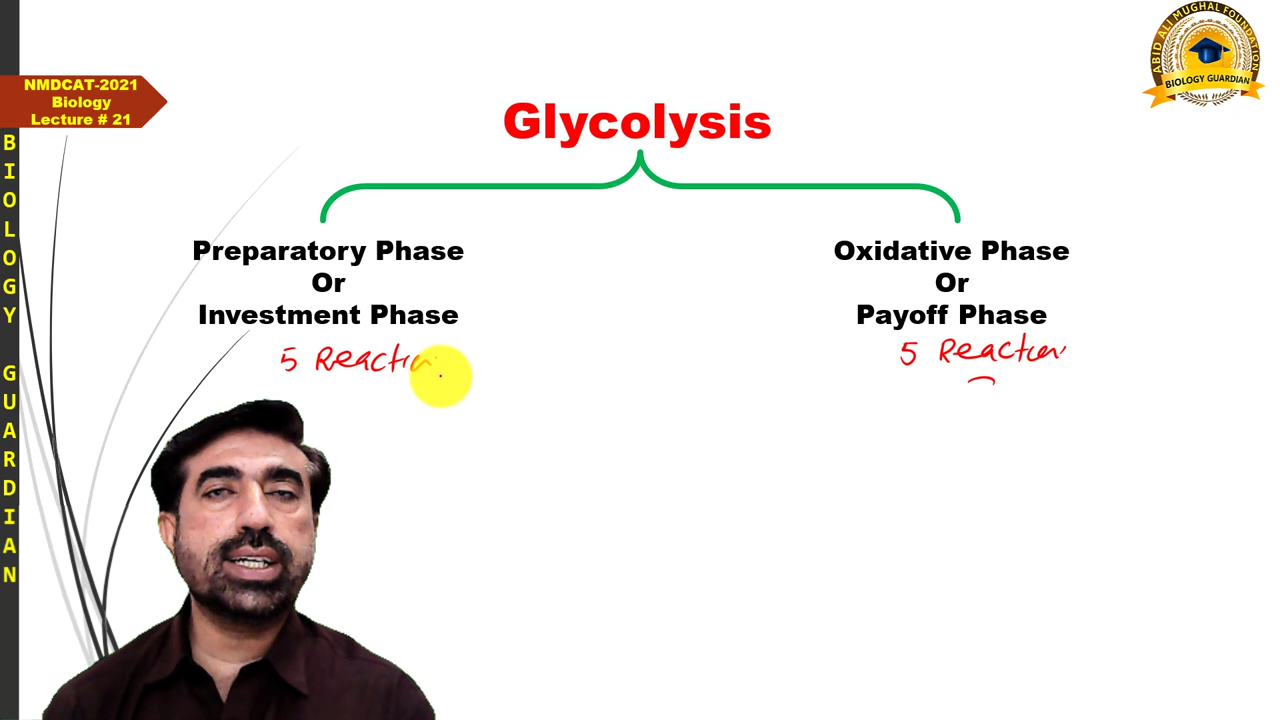 ABID ALI MUGHAL FOUNDATION
BIOLOGY GUARDIAN
NMDCAT-2021
Biology
Lecture # 21
BIOLOGY GUARDIAN
Glycolysis
Preparatory Phase
Or
Investment Phase
5 Reaction
Oxidative Phase
Or
Payoff Phase
5 Reaction